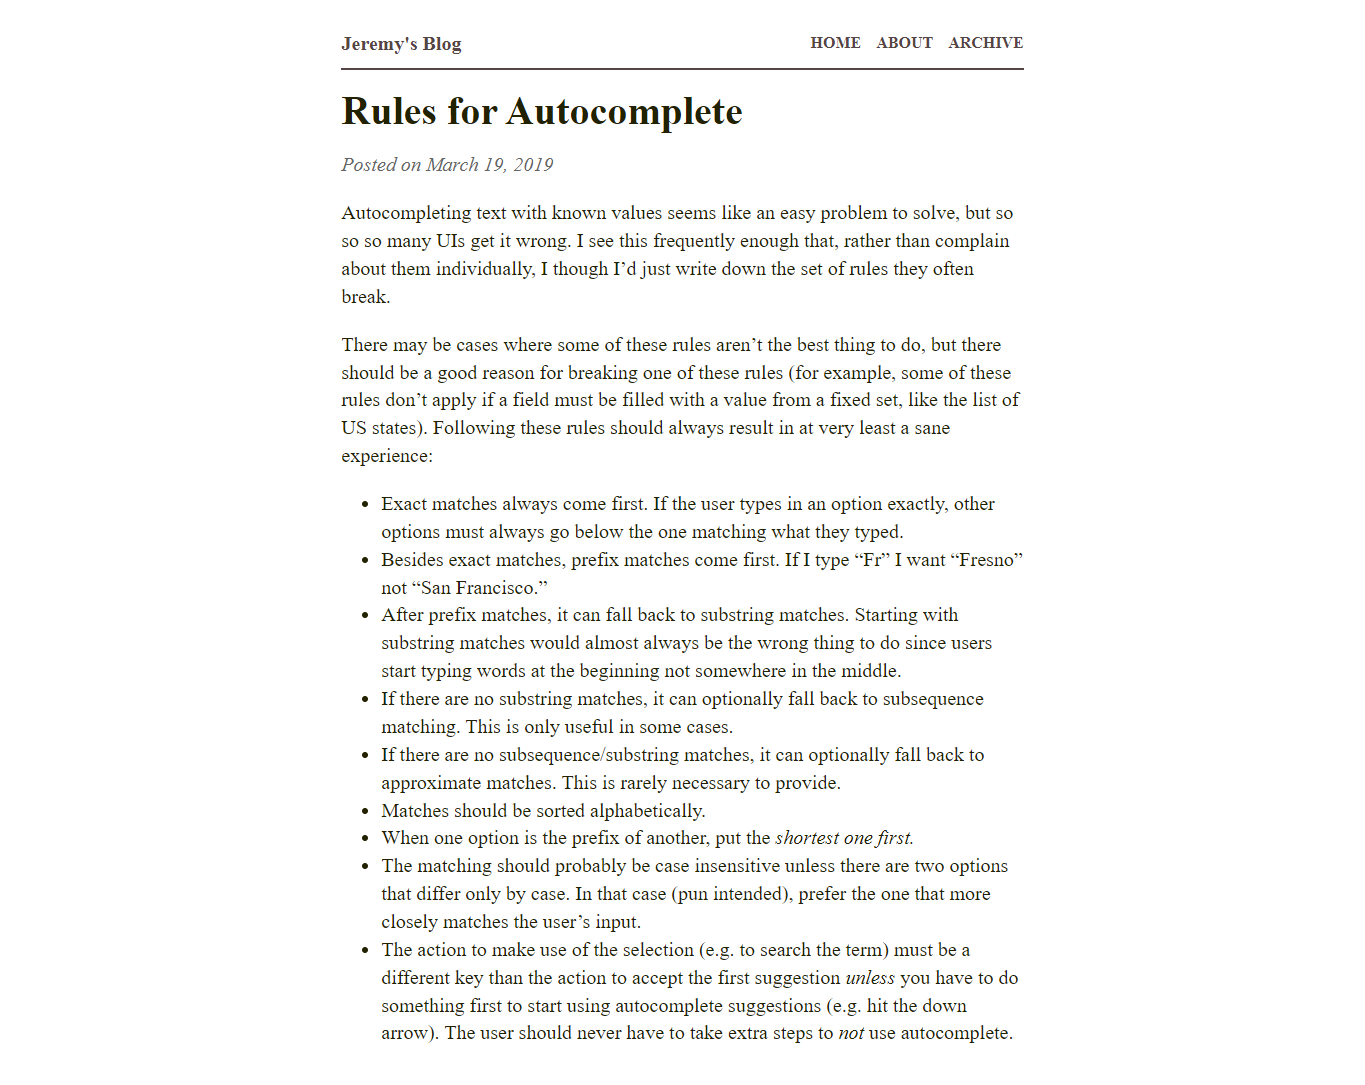 Jeremy's Blog
HOME ABOUT ARCHIVE
Rules for Autocomplete
Posted on March 19, 2019
Autocompleting text with known values seems like an easy problem to solve, but so
so so many UIs get it wrong. I see this frequently enough that, rather than complain
about them individually, I though I’d just write down the set of rules they often
break.
There may be cases where some of these rules aren’t the best thing to do, but there
should be a good reason for breaking one of these rules (for example, some of these
rules don’t apply if a field must be filled with a value from a fixed set, like the list of
US states). Following these rules should always result in at very least a sane
experience:
• Exact matches always come first. If the user types in an option exactly, other
options must always go below the one matching what they typed.
• Besides exact matches, prefix matches come first. If I type “Fr” I want “Fresno”
not “San Francisco.”
• After prefix matches, it can fall back to substring matches. Starting with
substring matches would almost always be the wrong thing to do since users
start typing words at the beginning not somewhere in the middle.
• If there are no substring matches, it can optionally fall back to subsequence
matching. This is only useful in some cases.
• If there are no subsequence/substring matches, it can optionally fall back to
approximate matches. This is rarely necessary to provide.
• Matches should be sorted alphabetically.
• When one option is the prefix of another, put the shortest one first.
• The matching should probably be case insensitive unless there are two options
that differ only by case. In that case (pun intended), prefer the one that more
closely matches the user’s input.
• The action to make use of the selection (e.g. to search the term) must be a
different key than the action to accept the first suggestion unless you have to do
something first to start using autocomplete suggestions (e.g. hit the down
arrow). The user should never have to take extra steps to not use autocomplete.